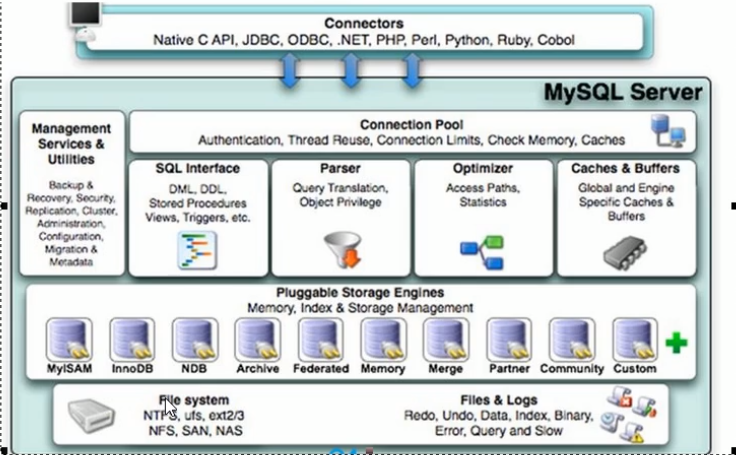 Connectors
Native C API, JDBC, ODBC, .NET, PHP, Perl, Python, Ruby, Cobol
MySQL Server
Management
Services &
Utilities
Backup &
Recovery, Security,
Replication, Cluster,
Administration,
Configuration,
Migration &
Metadata
Connection Pool
Authentication, Thread Reuse, Connection Limits, Check Memory, Caches
SQL Interface
DML, DDL,
Stored Procedures
Views, Triggers, etc.
Parser
Query Translation,
Object Privilege
Optimizer
Access Paths,
Statistics
Caches & Buffers
Global and Engine
Specific Caches &
Buffers
Pluggable Storage Engines
Memory, Index & Storage Management
MyISAM
InnoDB
NDB
Archive
Federated
Memory
Merge
Partner
Community
Custom
File system
NTFS, ufs, ext2/3
NFS, SAN, NAS
Files & Logs
Redo, Undo, Data, Index, Binary,
Error, Query and Slow